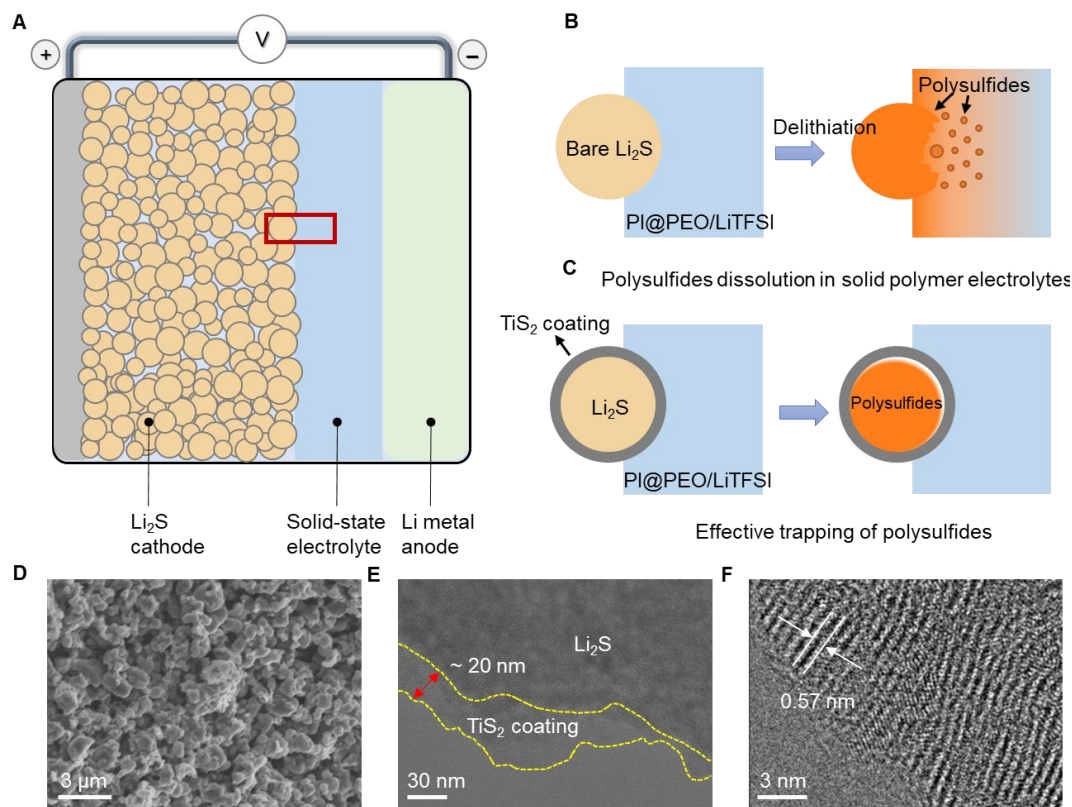 A
+
V
−
Li₂S
cathode
Solid-state
electrolyte
Li metal
anode
B
Bare Li₂S
PI@PEO/LiTFSI
Delithiation
Polysulfides
Polysulfides dissolution in solid polymer electrolytes
C
TiS₂ coating
Li₂S
PI@PEO/LiTFSI
Polysulfides
Effective trapping of polysulfides
D
3 μm
E
Li₂S
~ 20 nm
TiS₂ coating
30 nm
F
0.57 nm
3 nm